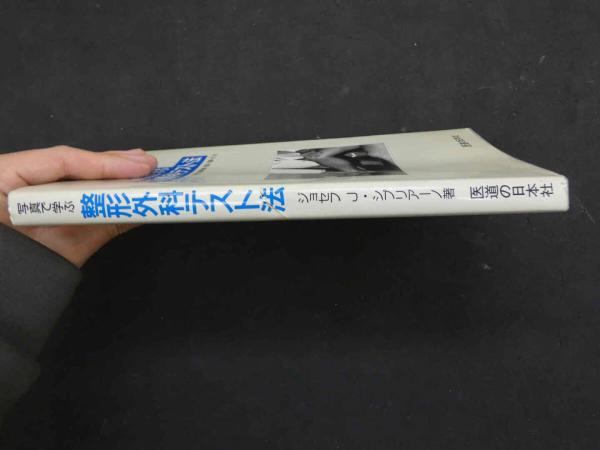 写真で学ぶ
整形外科テスト法
ジョセフ J・シプリアーノ著
医道の日本社